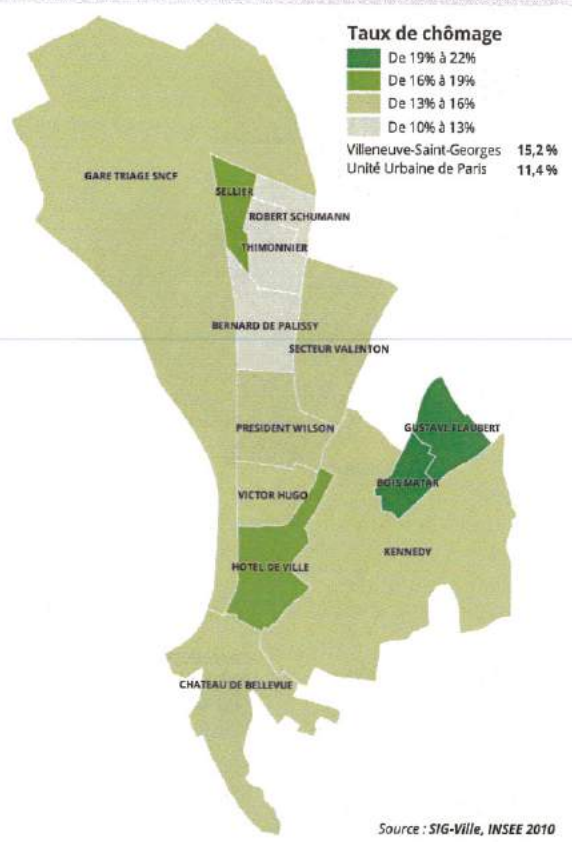 Taux de chômage
De 19% à 22%
De 16% à 19%
De 13% à 16%
De 10% à 13%
Villeneuve-Saint-Georges 15,2 %
Unité Urbaine de Paris 11,4 %
GARE TRIAGE SNCF
SELLIER
ROBERT SCHUMANN
THIMONNIER
BERNARD DE PALISSY
SECTEUR VALENTON
PRESIDENT WILSON
GUSTAVE FLAUBERT
BOIS MATAR
VICTOR HUGO
KENNEDY
HOTEL DE VILLE
CHATEAU DE BELLEVUE
Source : SIG-Ville, INSEE 2010